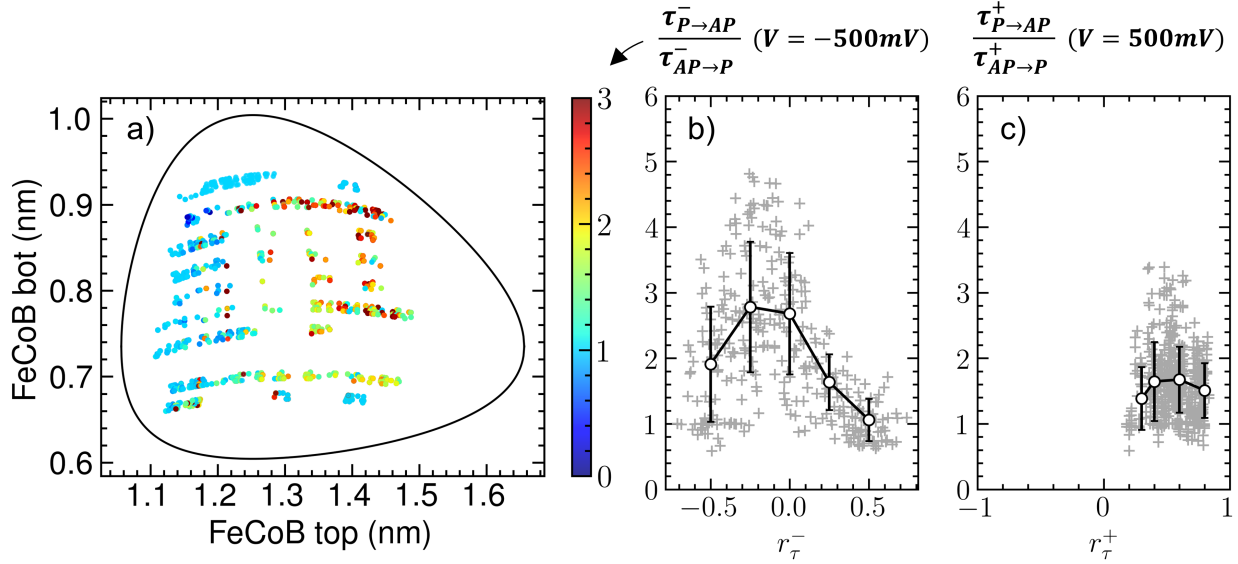 τ⁻P→AP / τ⁻AP→P (V = −500mV)
τ⁺P→AP / τ⁺AP→P (V = 500mV)
a)
FeCoB bot (nm)
1.0
0.9
0.8
0.7
0.6
1.1 1.2 1.3 1.4 1.5 1.6
FeCoB top (nm)
3
2
1
0
b)
6
5
4
3
2
1
0
−0.5 0.0 0.5
r⁻τ
c)
6
5
4
3
2
1
0
−1 0 1
r⁺τ